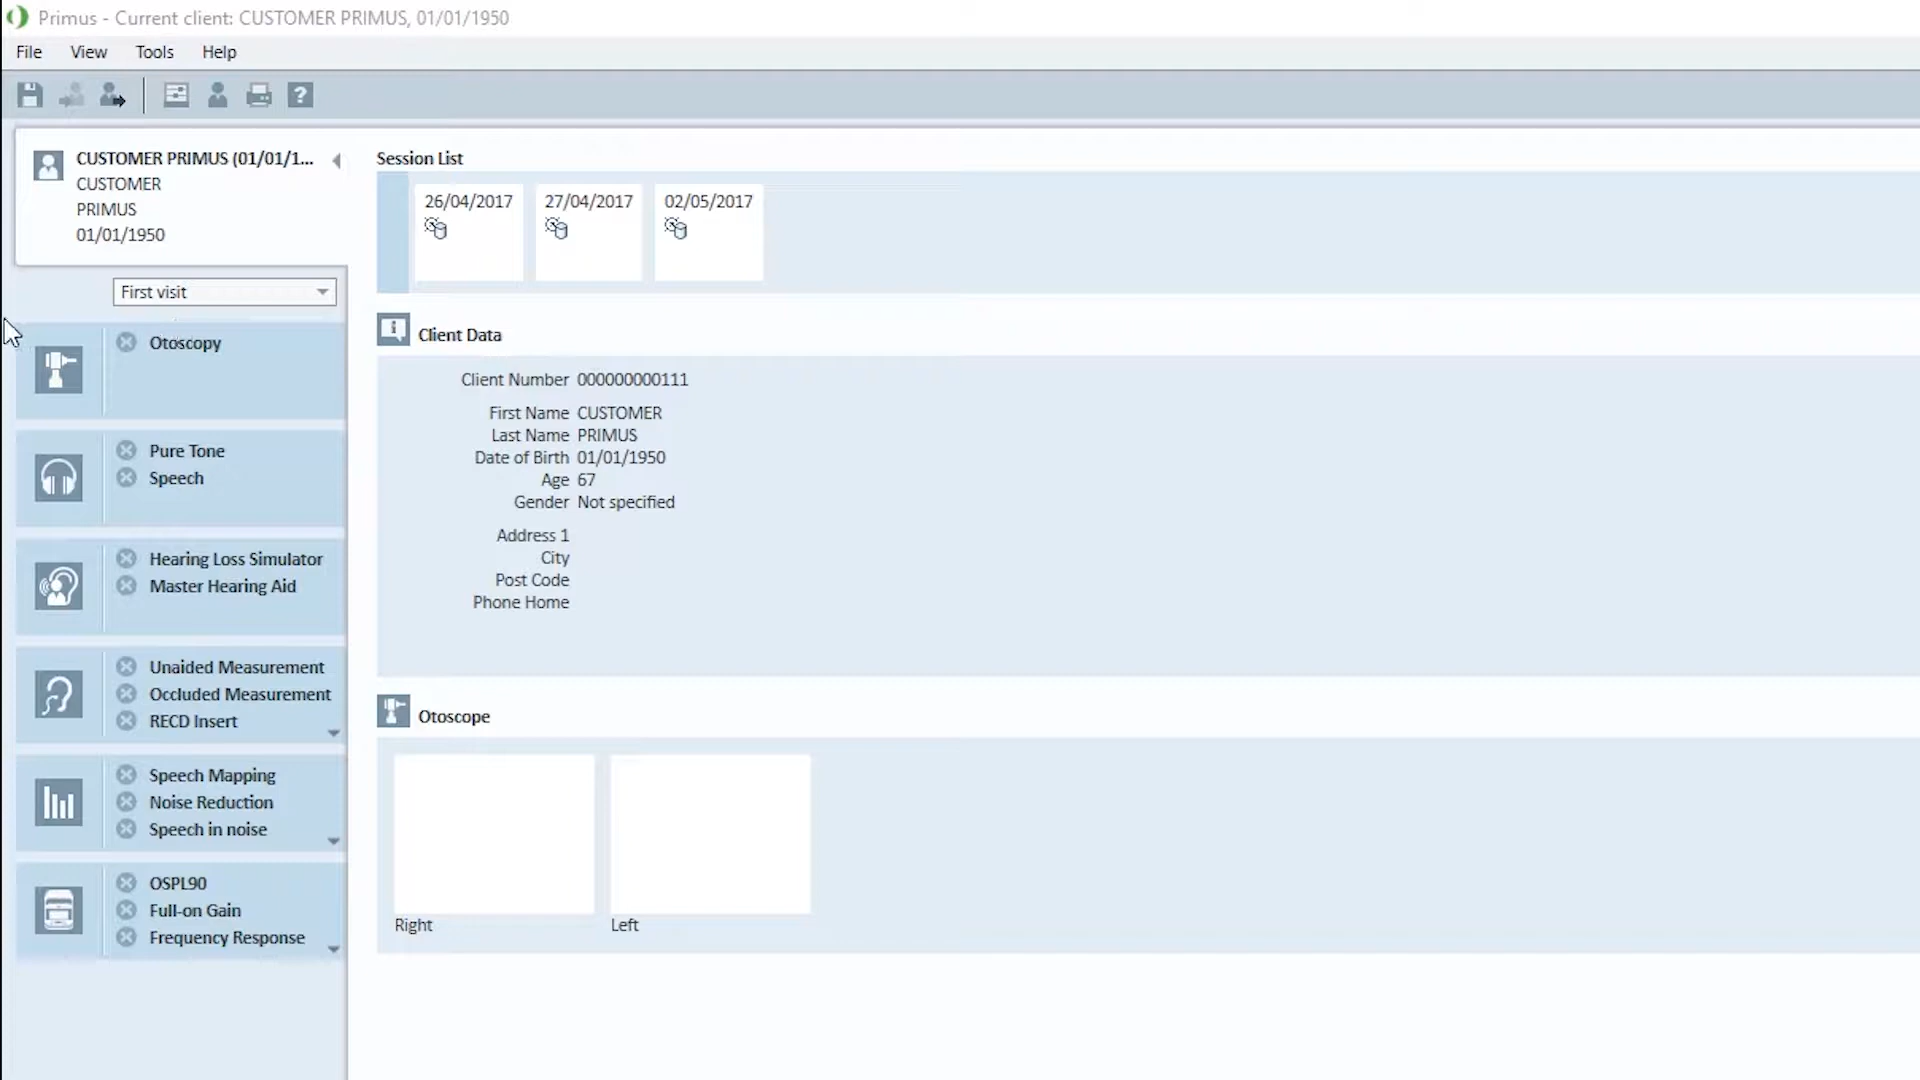 Primus - Current client: CUSTOMER PRIMUS, 01/01/1950
File View Tools Help
CUSTOMER PRIMUS (01/01/1...
CUSTOMER
PRIMUS
01/01/1950
First visit
Otoscopy
Pure Tone
Speech
Hearing Loss Simulator
Master Hearing Aid
Unaided Measurement
Occluded Measurement
RECD Insert
Speech Mapping
Noise Reduction
Speech in noise
OSPL90
Full-on Gain
Frequency Response
Session List
26/04/2017 27/04/2017 02/05/2017
Client Data
Client Number 000000000111
First Name CUSTOMER
Last Name PRIMUS
Date of Birth 01/01/1950
Age 67
Gender Not specified
Address 1
City
Post Code
Phone Home
Otoscope
Right Left